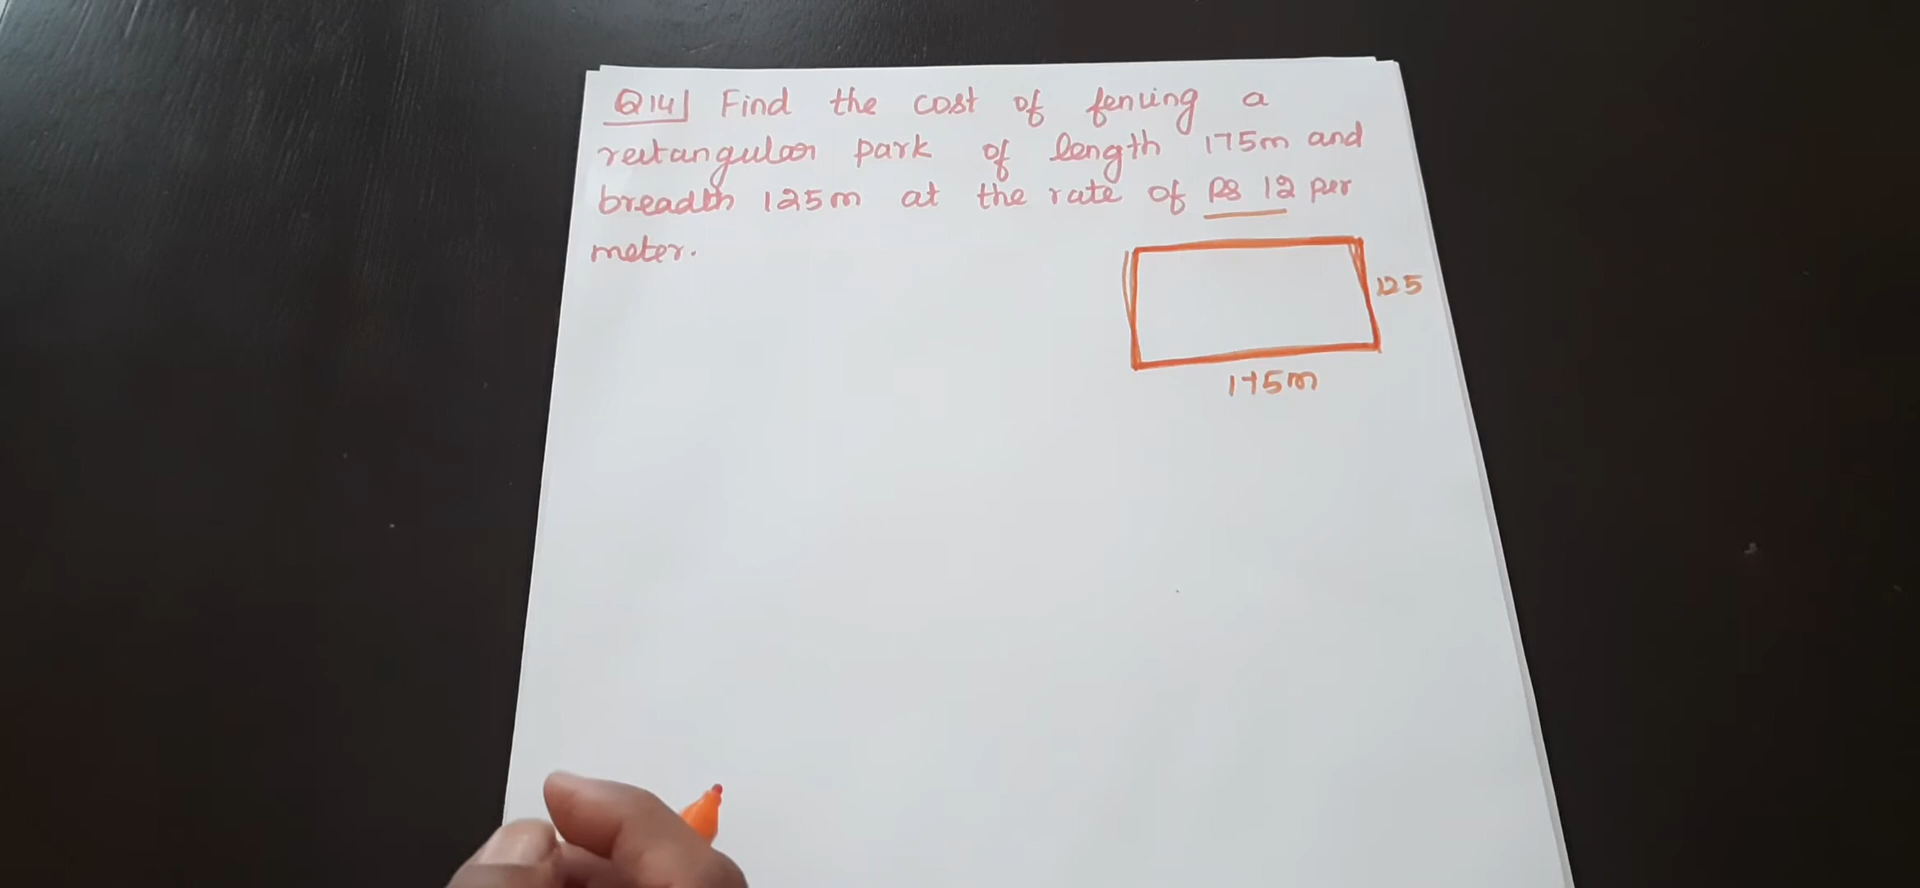 Q14 Find the cost of fencing a
rectangular park of length 175m and
breadth 125m at the rate of Rs 12 per
meter.
125
175m